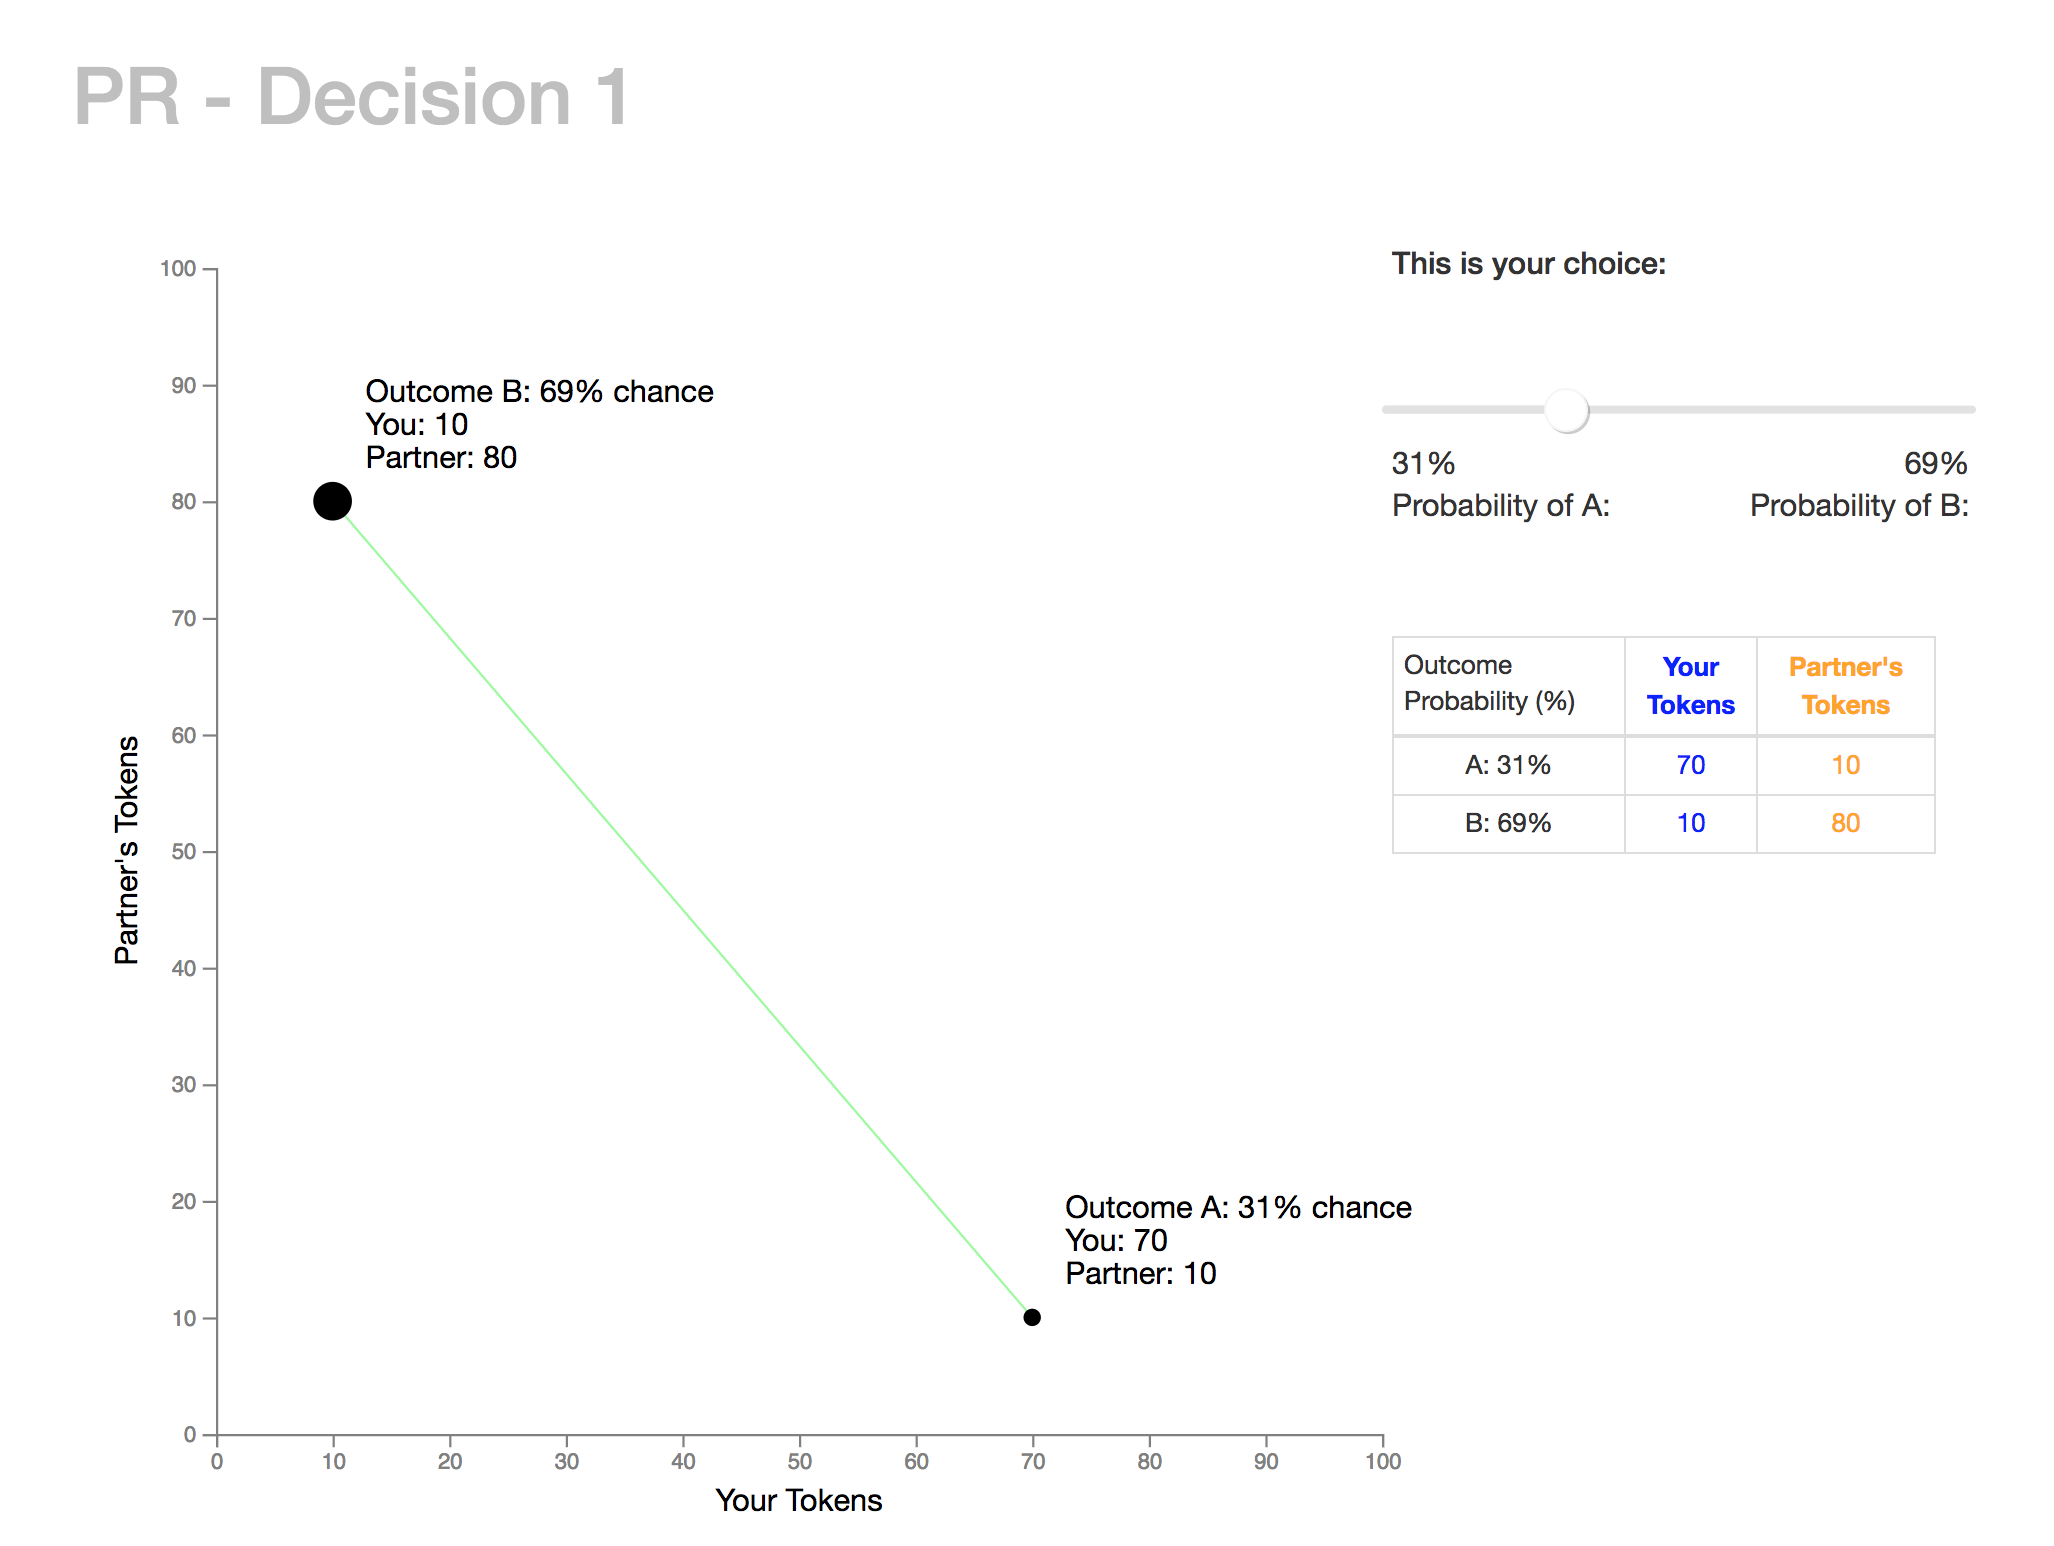 PR - Decision 1
This is your choice:
31%
69%
Probability of A:
Probability of B:
Outcome
Probability (%)
Your
Tokens
Partner's
Tokens
A: 31%
70
10
B: 69%
10
80
Partner's Tokens
100
90
80
70
60
50
40
30
20
10
0
Outcome B: 69% chance
You: 10
Partner: 80
Outcome A: 31% chance
You: 70
Partner: 10
0
10
20
30
40
50
60
70
80
90
100
Your Tokens